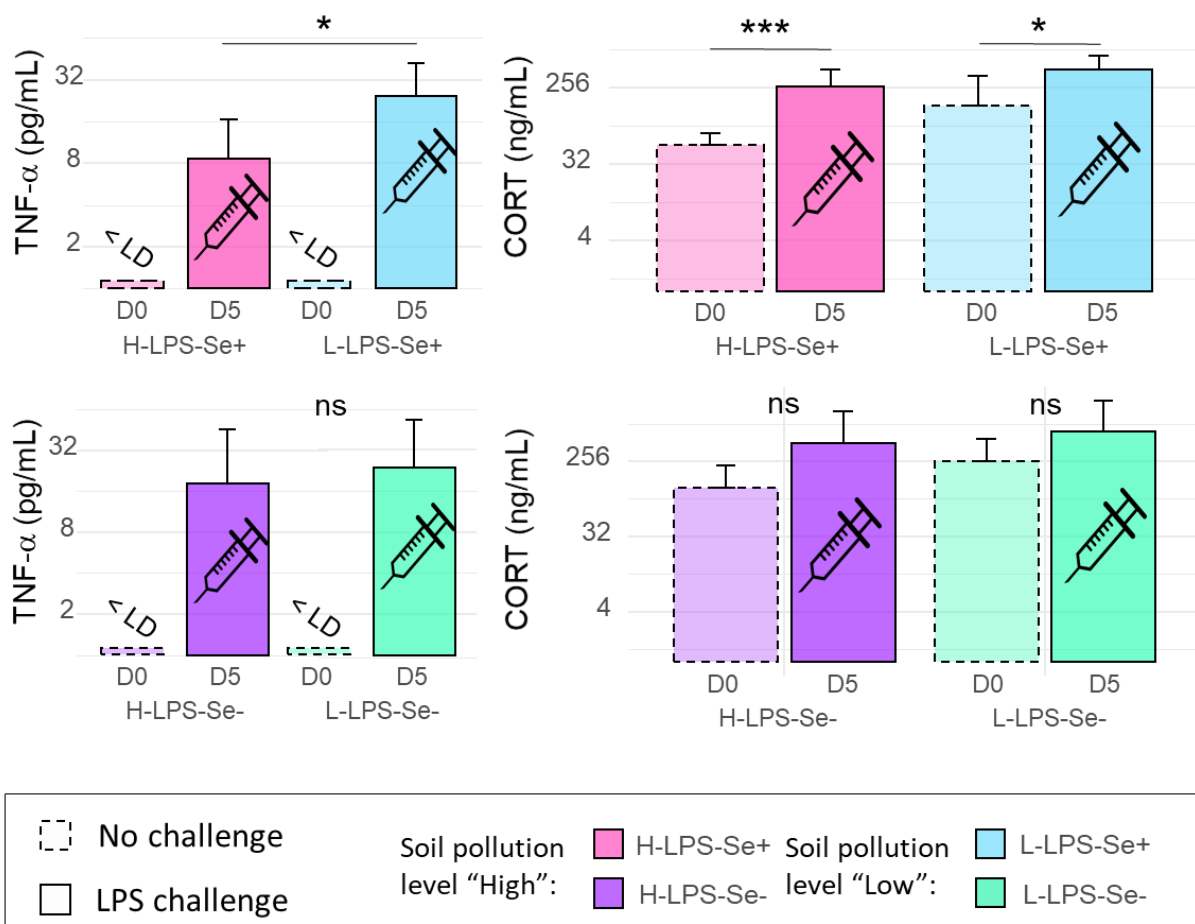 *
TNF-α (pg/mL)
32
8
2
< LD
< LD
D0
D5
D0
D5
H-LPS-Se+
L-LPS-Se+
***
*
CORT (ng/mL)
256
32
4
D0
D5
D0
D5
H-LPS-Se+
L-LPS-Se+
ns
TNF-α (pg/mL)
32
8
2
< LD
< LD
D0
D5
D0
D5
H-LPS-Se-
L-LPS-Se-
ns
ns
CORT (ng/mL)
256
32
4
D0
D5
D0
D5
H-LPS-Se-
L-LPS-Se-
No challenge
LPS challenge
Soil pollution
level “High”:
H-LPS-Se+
H-LPS-Se-
Soil pollution
level “Low”:
L-LPS-Se+
L-LPS-Se-